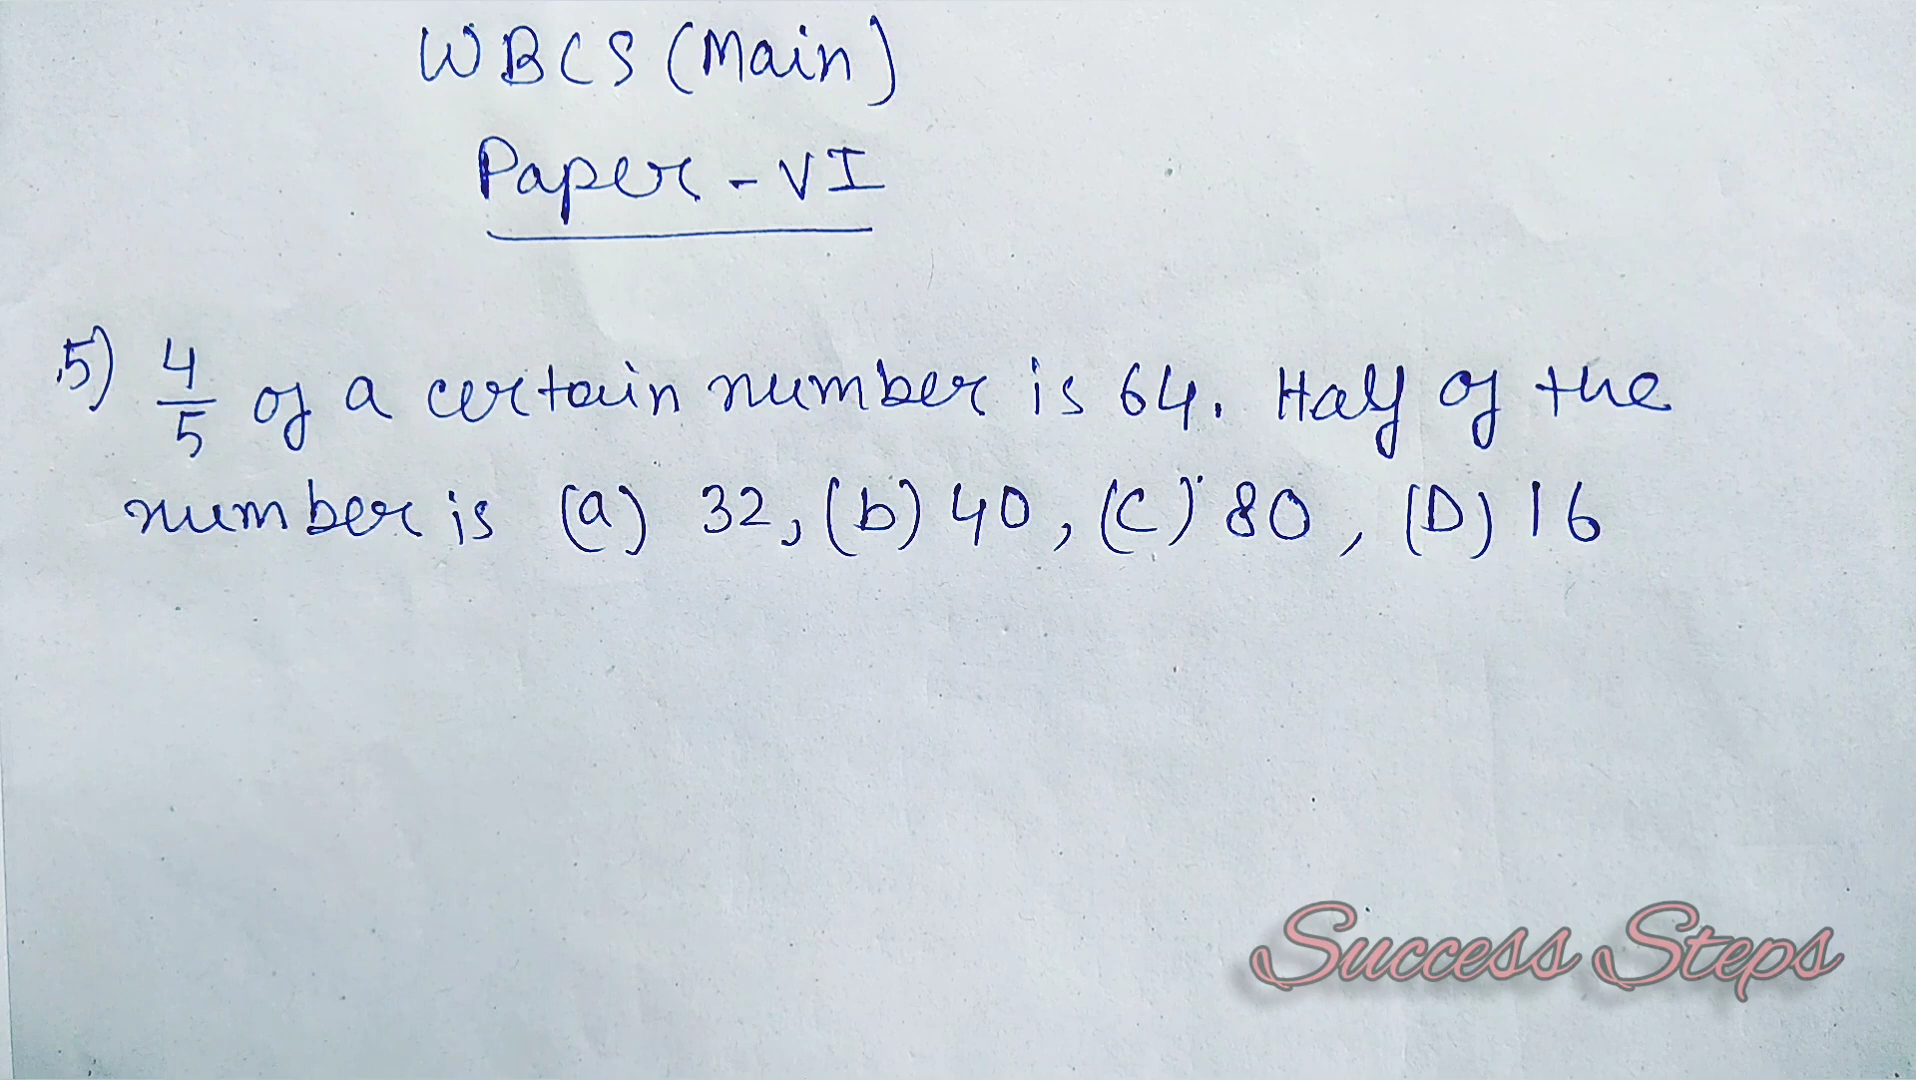 WBCS (Main)
Paper - VI
5) 4/5 of a certain number is 64. Half of the
number is (a) 32, (b) 40, (C) 80, (D) 16
Success Steps